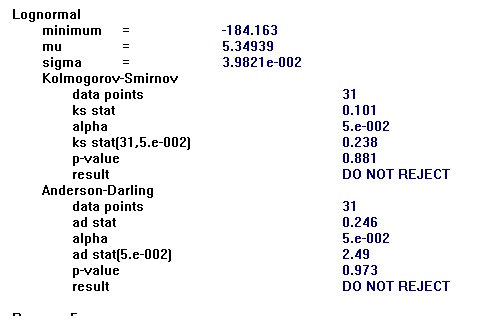 Lognormal
minimum = -184.163
mu = 5.34939
sigma = 3.9821e-002
Kolmogorov-Smirnov
data points 31
ks stat 0.101
alpha 5.e-002
ks stat(31,5.e-002) 0.238
p-value 0.881
result DO NOT REJECT
Anderson-Darling
data points 31
ad stat 0.246
alpha 5.e-002
ad stat(5.e-002) 2.49
p-value 0.973
result DO NOT REJECT